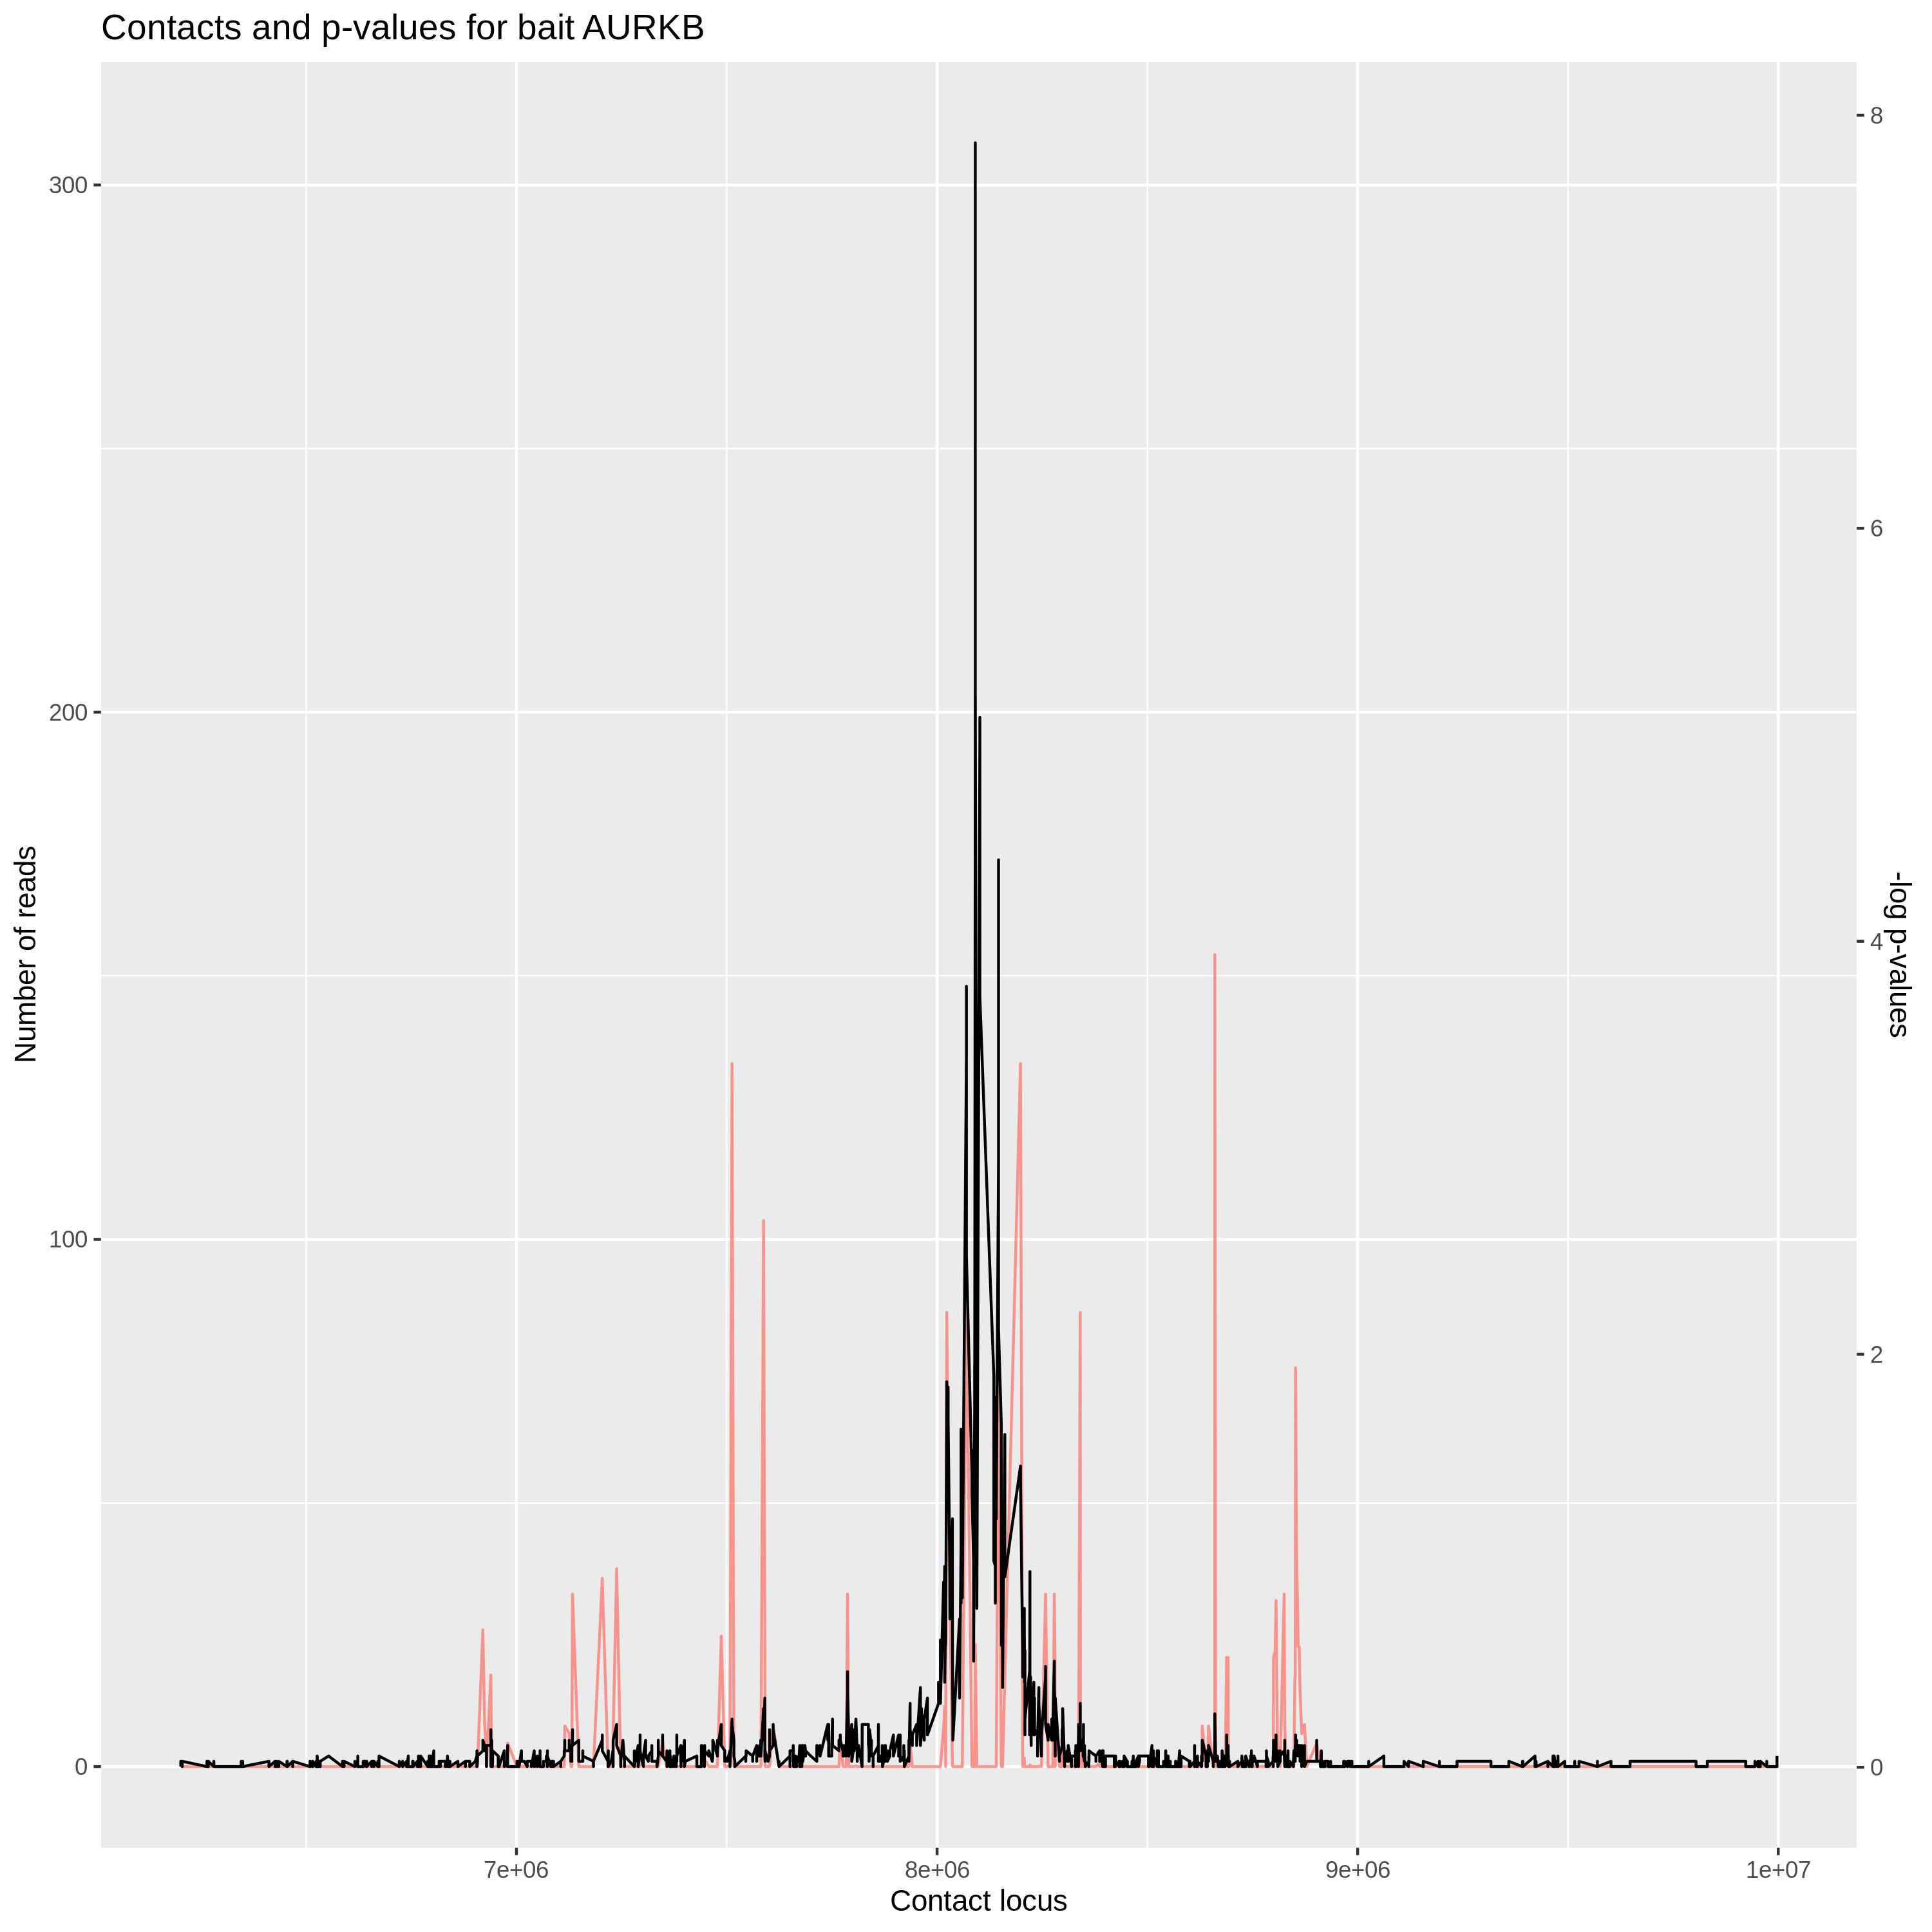 Contacts and p-values for bait AURKB
300
200
100
0
Number of reads
8
6
4
2
0
-log p-values
7e+06
8e+06
9e+06
1e+07
Contact locus